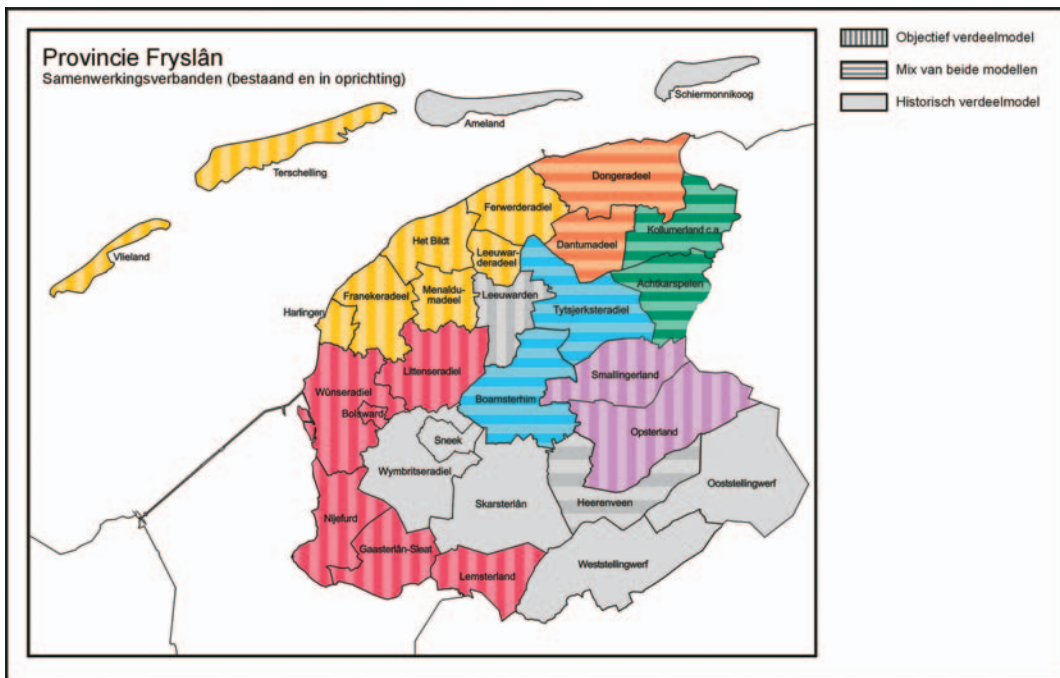 Provincie Fryslân
Samenwerkingsverbanden (bestaand en in oprichting)
Objectief verdeelmodel
Mix van beide modellen
Historisch verdeelmodel
Schiermonnikoog
Ameland
Terschelling
Dongeradeel
Ferwerderadiel
Kollumerland c.a.
Het Bildt
Dantumadeel
Leeuwar-
deradeel
Vlieland
Achtkarspelen
Menaldu-
madeel
Franekeradeel
Leeuwarden
Harlingen
Tytsjerksteradiel
Littenseradiel
Smallingerland
Wûnseradiel
Boarnsterhim
Bolsward
Opsterland
Sneek
Wymbritseradiel
Ooststellingwerf
Skarsterlân
Heerenveen
Nijefurd
Gaasterlân-Sleat
Weststellingwerf
Lemsterland